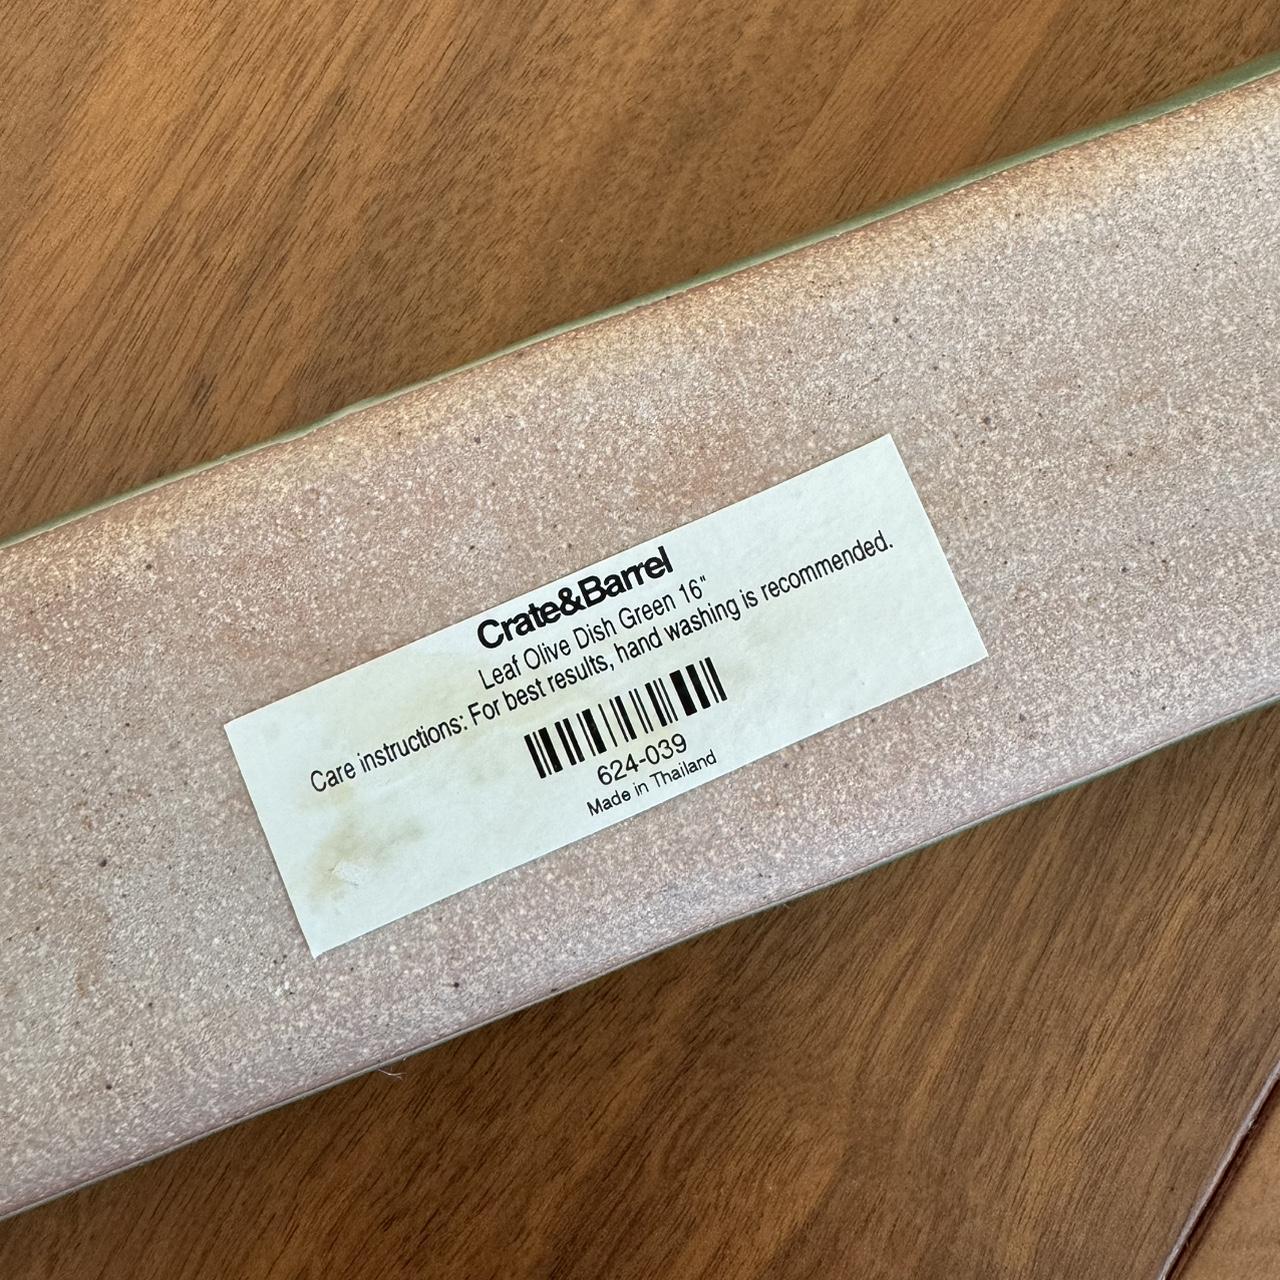 Crate&Barrel
Leaf Olive Dish Green 16"
Care instructions: For best results, hand washing is recommended.
624-039
Made in Thailand